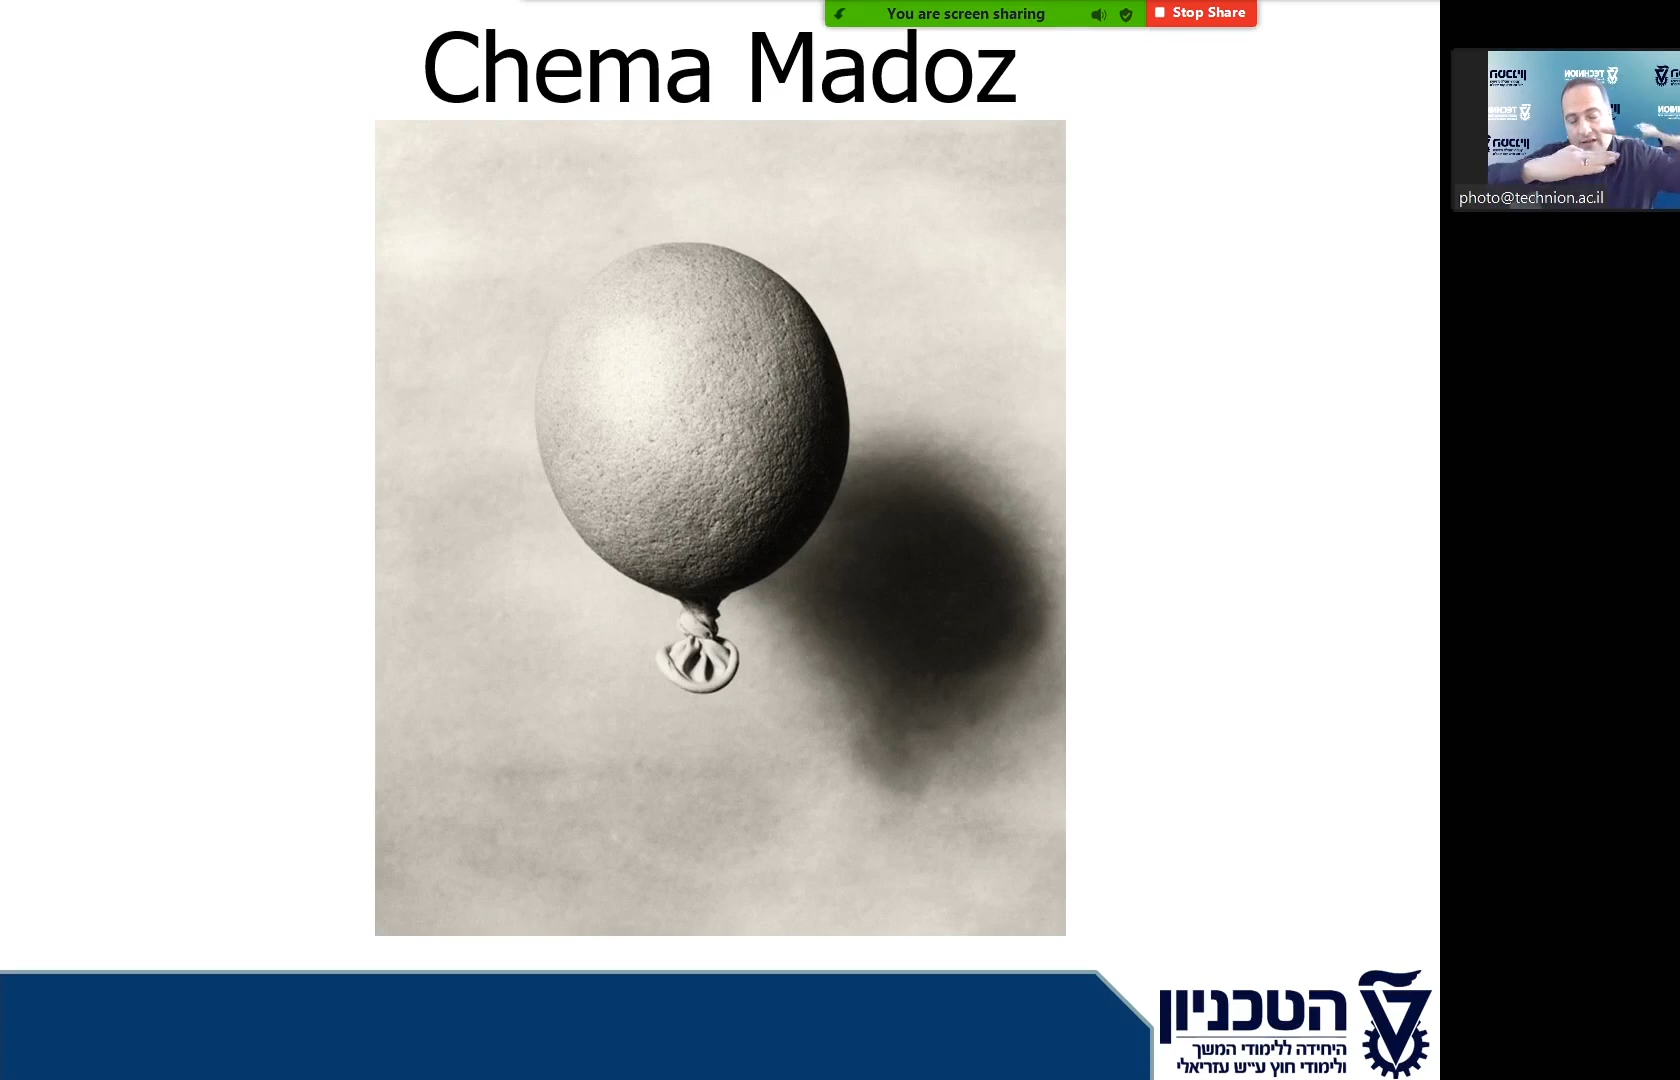 You are screen sharing
Stop Share
Chema Madoz
TECHNION
photo@technion.ac.il
הטכניון
היחידה ללימודי המשך
ולימודי חוץ ע״ש עזריאלי